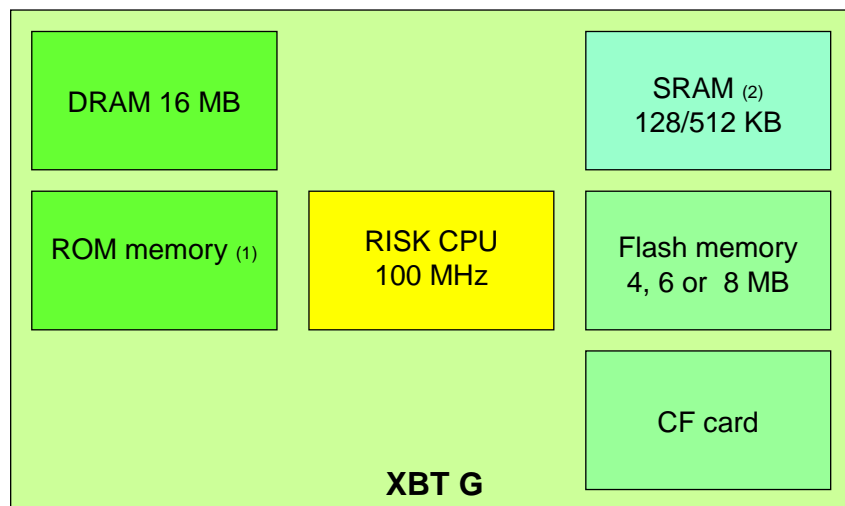 DRAM 16 MB
SRAM (2)
128/512 KB
ROM memory (1)
RISK CPU
100 MHz
Flash memory
4, 6 or 8 MB
CF card
XBT G